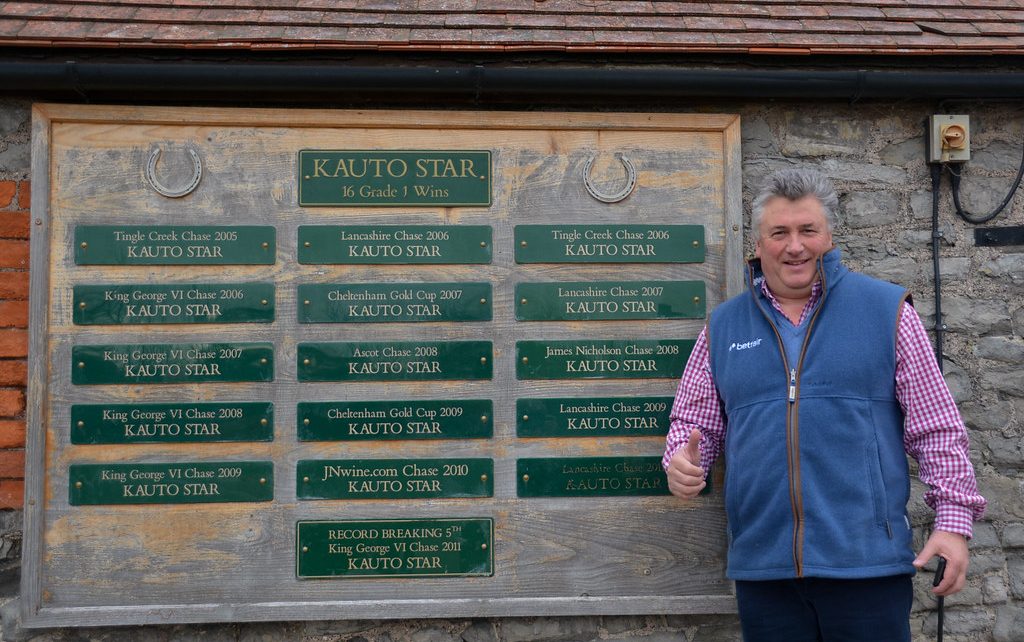 KAUTO STAR
16 Grade 1 Wins
Tingle Creek Chase 2005
KAUTO STAR
Lancashire Chase 2006
KAUTO STAR
Tingle Creek Chase 2006
KAUTO STAR
King George VI Chase 2006
KAUTO STAR
Cheltenham Gold Cup 2007
KAUTO STAR
Lancashire Chase 2007
KAUTO STAR
King George VI Chase 2007
KAUTO STAR
Ascot Chase 2008
KAUTO STAR
James Nicholson Chase 2008
KAUTO STAR
King George VI Chase 2008
KAUTO STAR
Cheltenham Gold Cup 2009
KAUTO STAR
Lancashire Chase 2009
KAUTO STAR
King George VI Chase 2009
KAUTO STAR
JNwine.com Chase 2010
KAUTO STAR
Lancashire Chase
KAUTO STAR
RECORD BREAKING 5TH
King George VI Chase 2011
KAUTO STAR
betfair